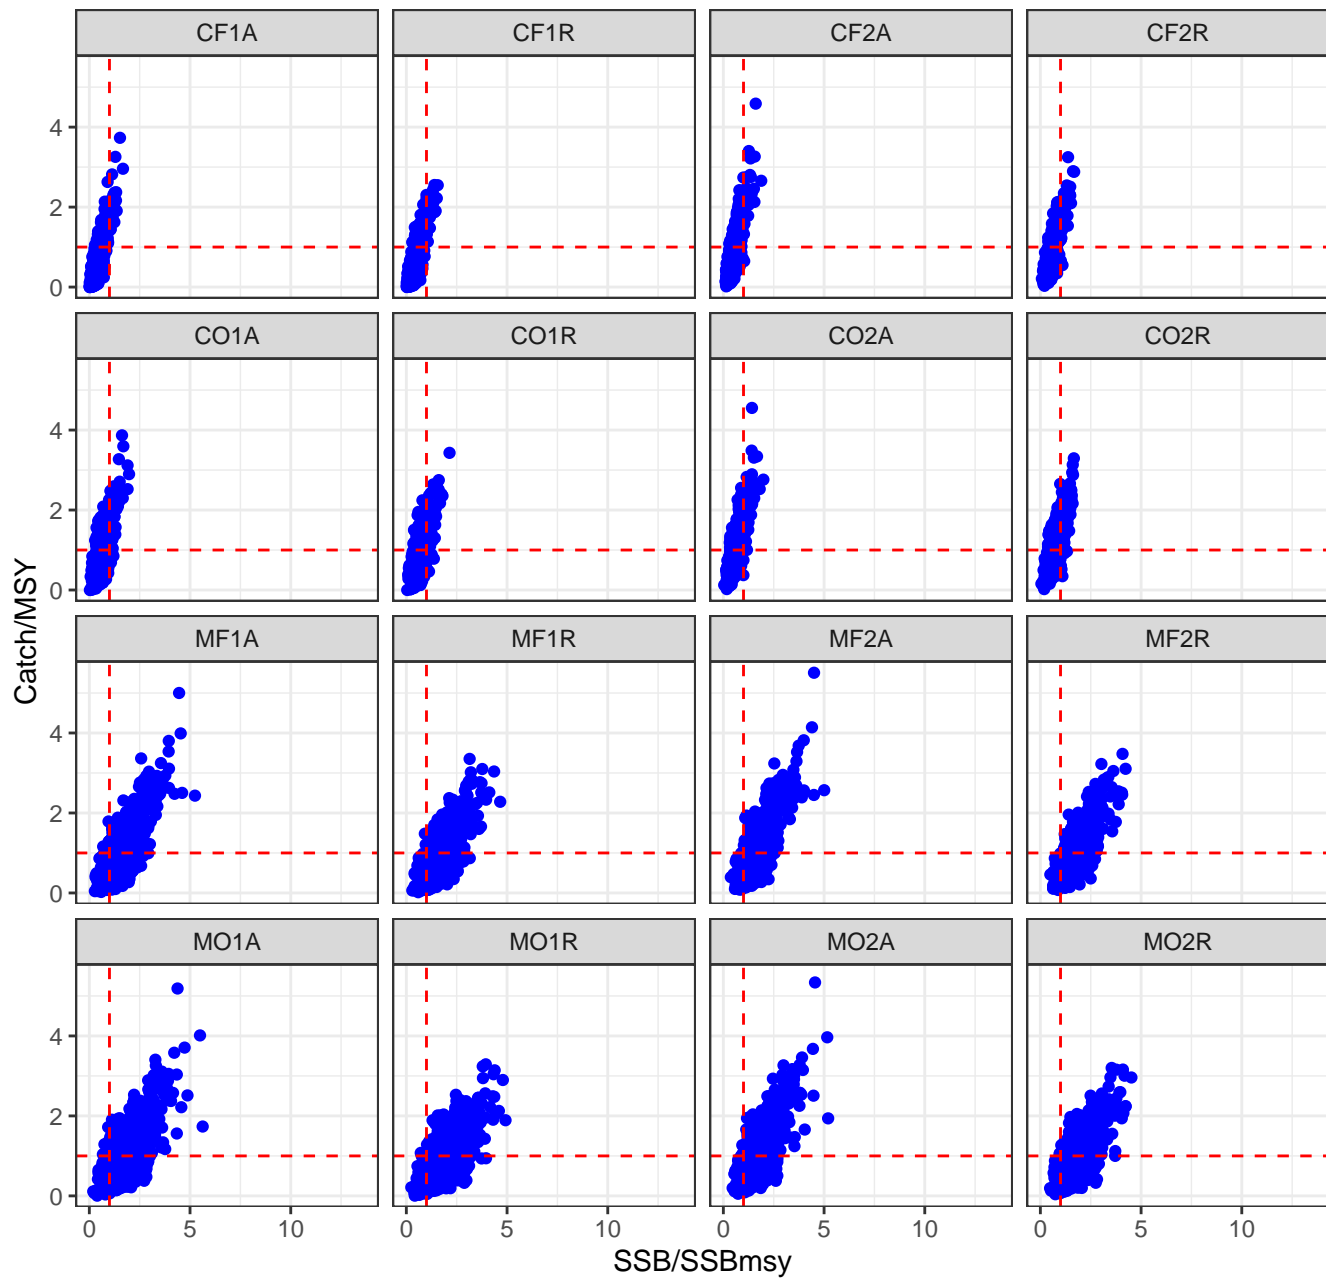 CF1A CF1R CF2A CF2R
4
2
0
CO1A CO1R CO2A CO2R
4
2
0
Catch/MSY
MF1A MF1R MF2A MF2R
4
2
0
MO1A MO1R MO2A MO2R
4
2
0
0 5 10 0 5 10 0 5 10 0 5 10
SSB/SSBmsy